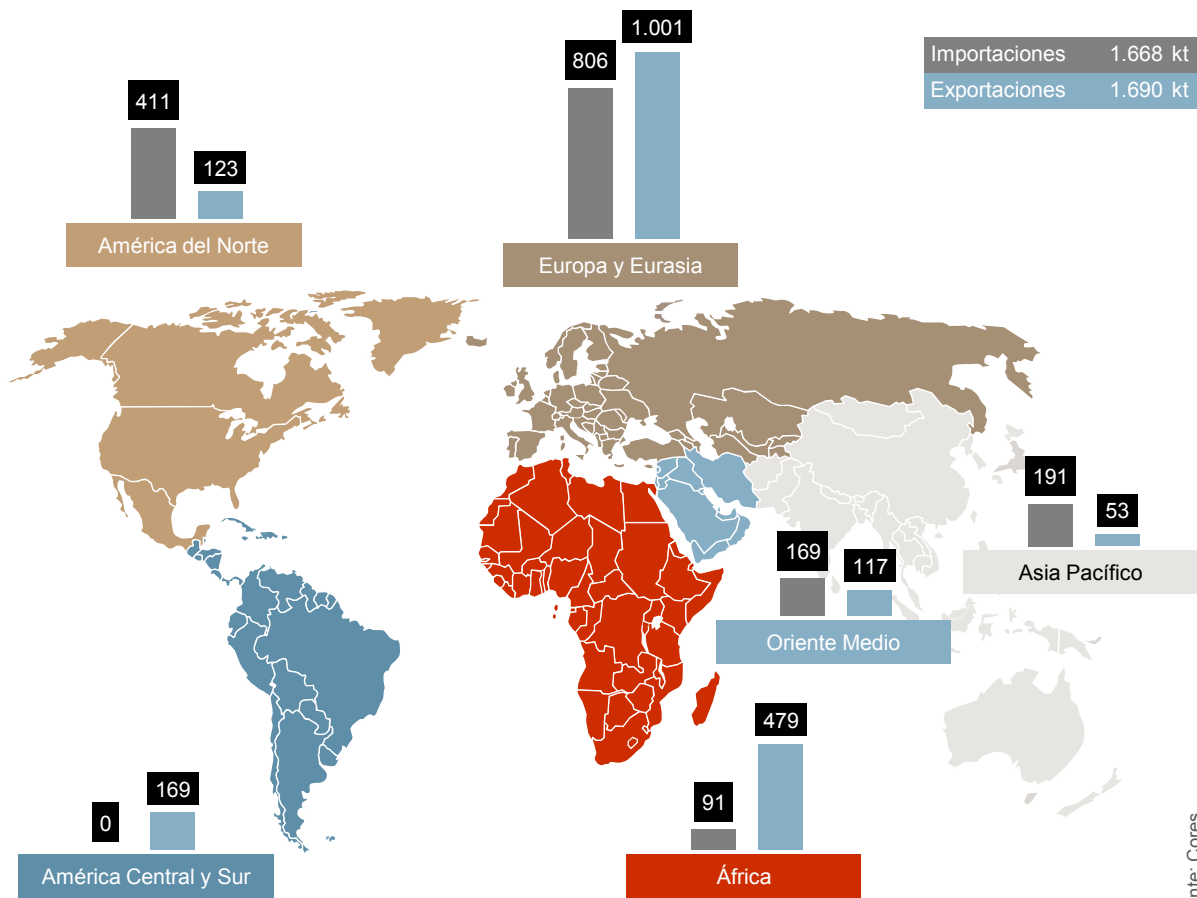 1.001
806
Importaciones 1.668 kt
Exportaciones 1.690 kt
411
123
América del Norte
Europa y Eurasia
191
53
Asia Pacífico
169
117
Oriente Medio
479
91
África
169
0
América Central y Sur
Cores